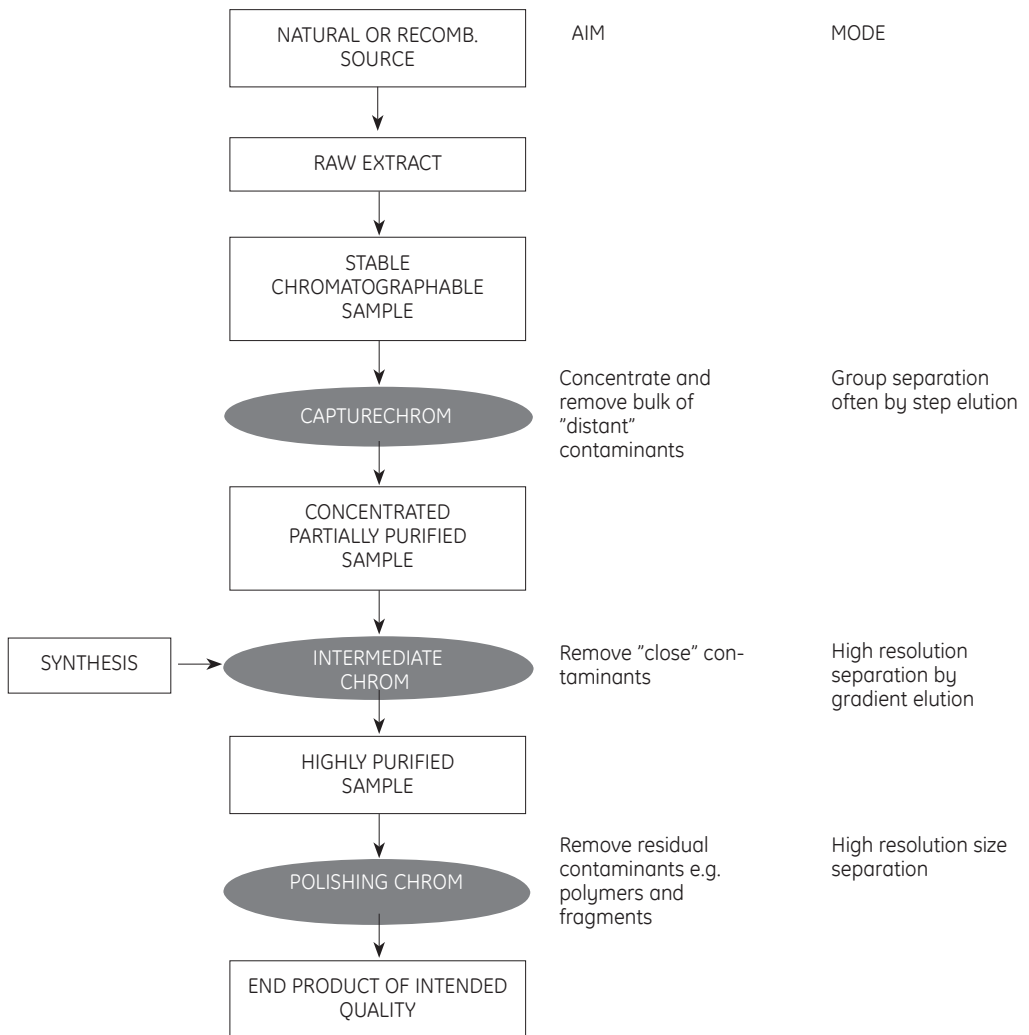 NATURAL OR RECOMB.
SOURCE
AIM
MODE
RAW EXTRACT
STABLE
CHROMATOGRAPHABLE
SAMPLE
CAPTURECHROM
Concentrate and
remove bulk of
"distant"
contaminants
Group separation
often by step elution
CONCENTRATED
PARTIALLY PURIFIED
SAMPLE
SYNTHESIS
INTERMEDIATE
CHROM
Remove "close" con-
taminants
High resolution
separation by
gradient elution
HIGHLY PURIFIED
SAMPLE
POLISHING CHROM
Remove residual
contaminants e.g.
polymers and
fragments
High resolution size
separation
END PRODUCT OF INTENDED
QUALITY